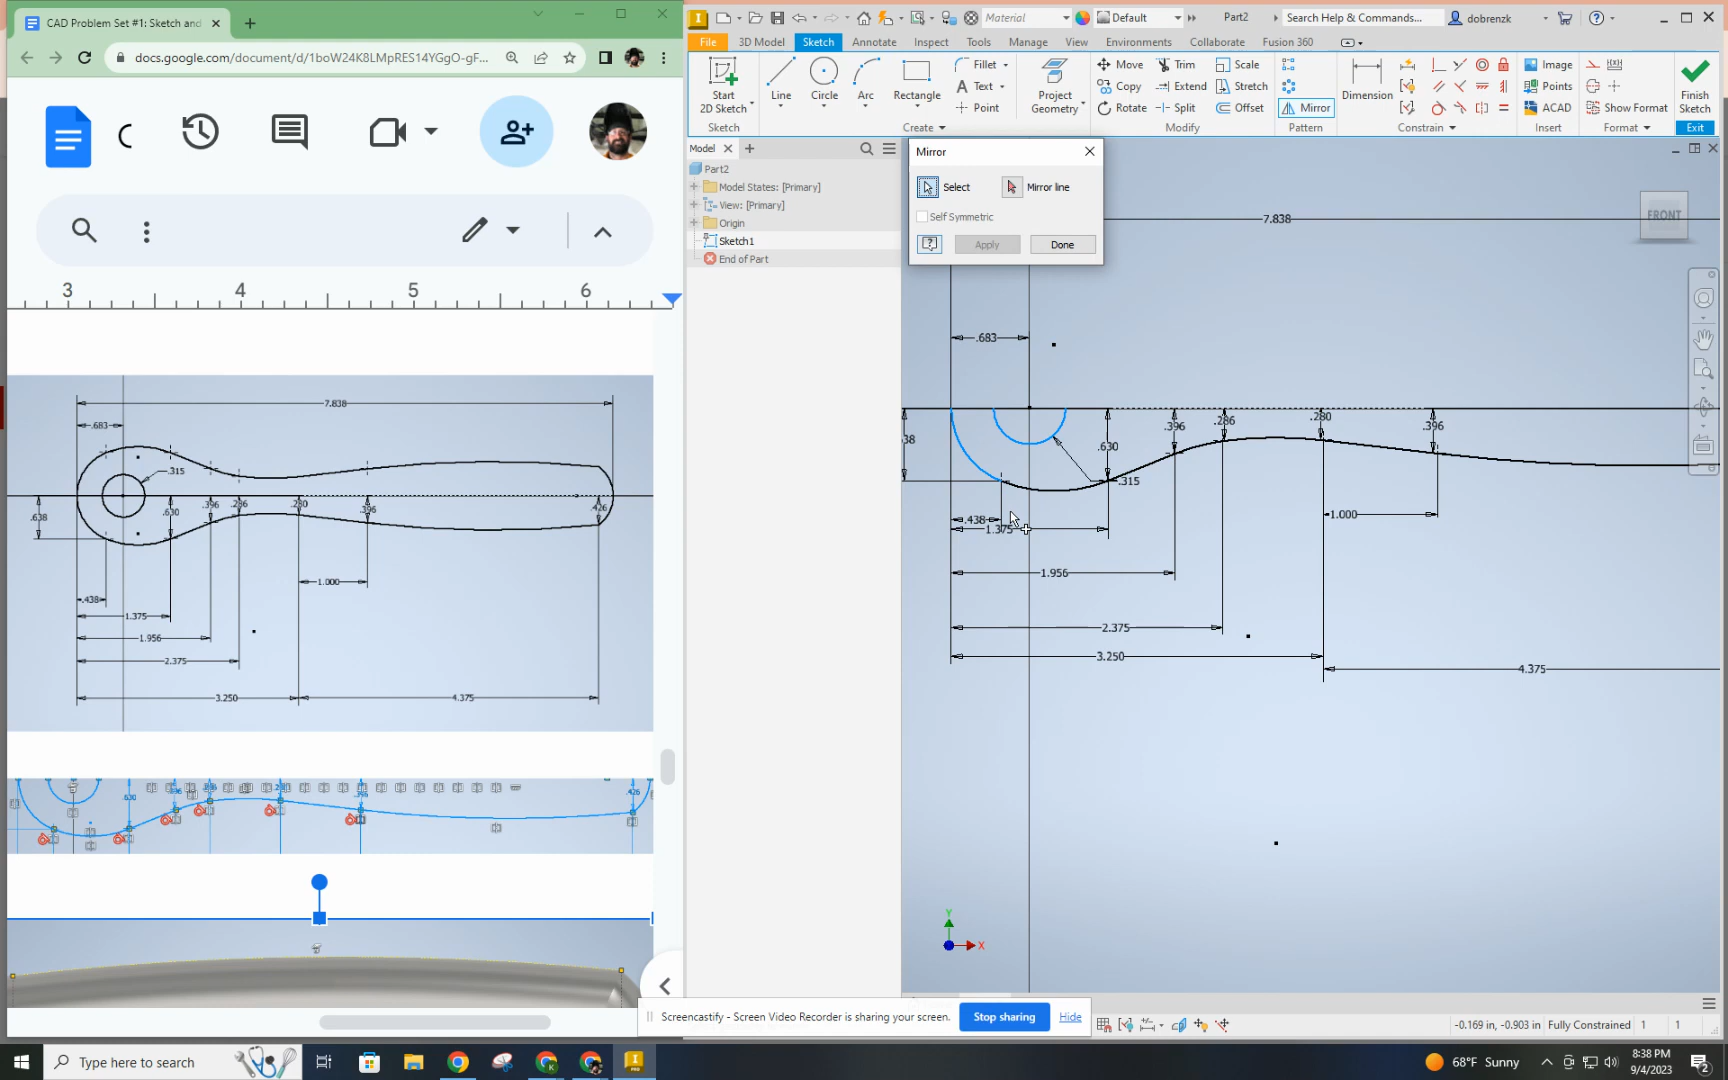 CAD Problem Set #1: Sketch and
docs.google.com/document/d/1boW24K8LMpRES14YGgO-gF...
3 4 5 6
7.838
.683
.315
.638
.630
.396
.286
.280
.396
.426
1.000
.438
1.375
1.956
2.375
3.250
4.375
.630
.426
Material
Default
Part2
Search Help & Commands...
dobrenzk
File
3D Model
Sketch
Annotate
Inspect
Tools
Manage
View
Environments
Collaborate
Fusion 360
Start
2D Sketch
Line
Circle
Arc
Rectangle
Fillet
Text
Point
Project
Geometry
Move
Copy
Rotate
Trim
Extend
Split
Scale
Stretch
Offset
Mirror
Dimension
Image
Points
ACAD
Show Format
Finish
Sketch
Sketch
Create
Modify
Pattern
Constrain
Insert
Format
Exit
Model
Part2
Model States: [Primary]
View: [Primary]
Origin
Sketch1
End of Part
Mirror
Select
Mirror line
Self Symmetric
Apply
Done
FRONT
7.838
.683
38
.630
.396
.286
.280
.396
.315
.438
1.375
1.000
1.956
2.375
3.250
4.375
Y
X
Screencastify - Screen Video Recorder is sharing your screen.
Stop sharing
Hide
-0.169 in, -0.903 in
Fully Constrained
1
1
Type here to search
68°F Sunny
8:38 PM
9/4/2023
2